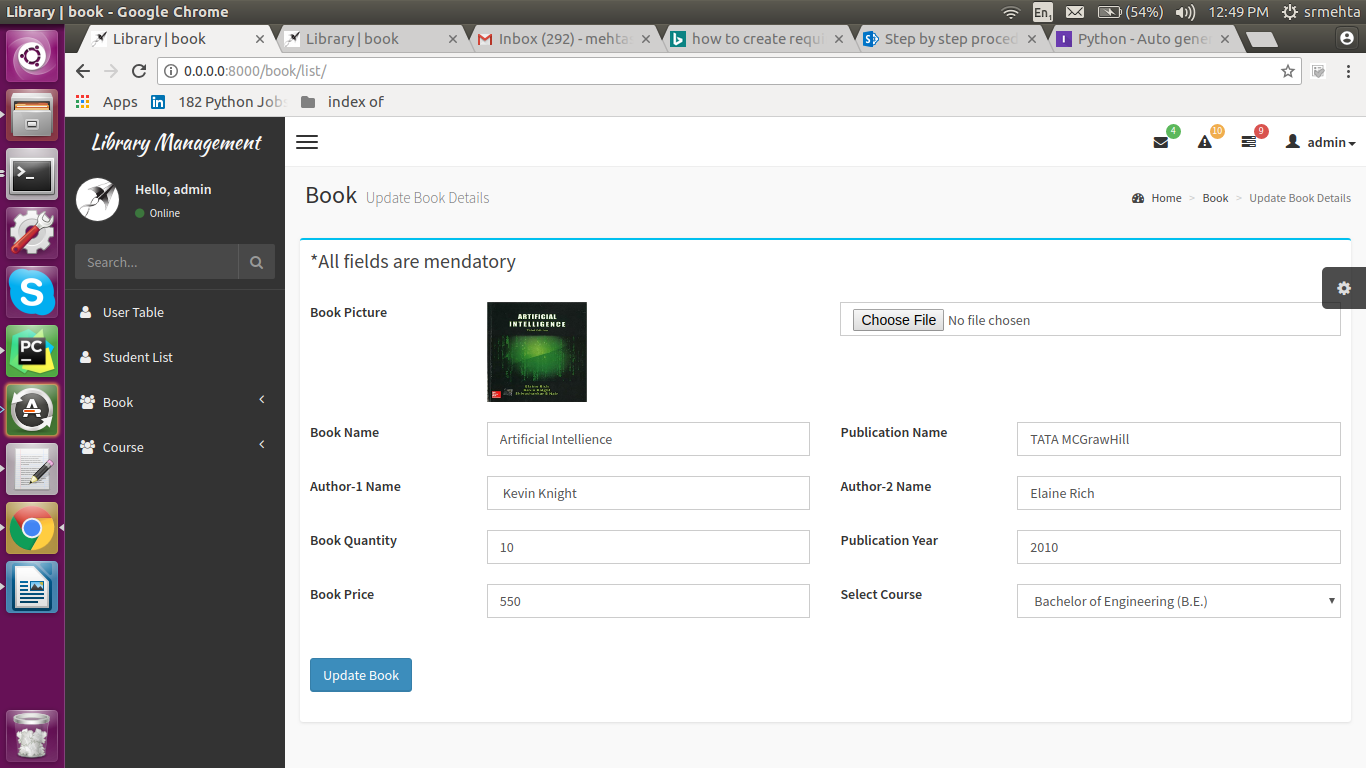 Library | book - Google Chrome
En1
(54%)
12:49 PM
srmehta
Library | book
Library | book
Inbox (292) - mehta
how to create requi
Step by step proced
Python - Auto gene
0.0.0.0:8000/book/list/
Apps
182 Python Jobs
index of
Library Management
4
10
9
admin
Hello, admin
Online
Search...
User Table
Student List
Book
Course
Book Update Book Details
Home > Book > Update Book Details
*All fields are mendatory
Book Picture
ARTIFICIAL
INTELLIGENCE
Choose File No file chosen
Book Name
Artificial Intellience
Publication Name
TATA MCGrawHill
Author-1 Name
Kevin Knight
Author-2 Name
Elaine Rich
Book Quantity
10
Publication Year
2010
Book Price
550
Select Course
Bachelor of Engineering (B.E.)
Update Book
PC